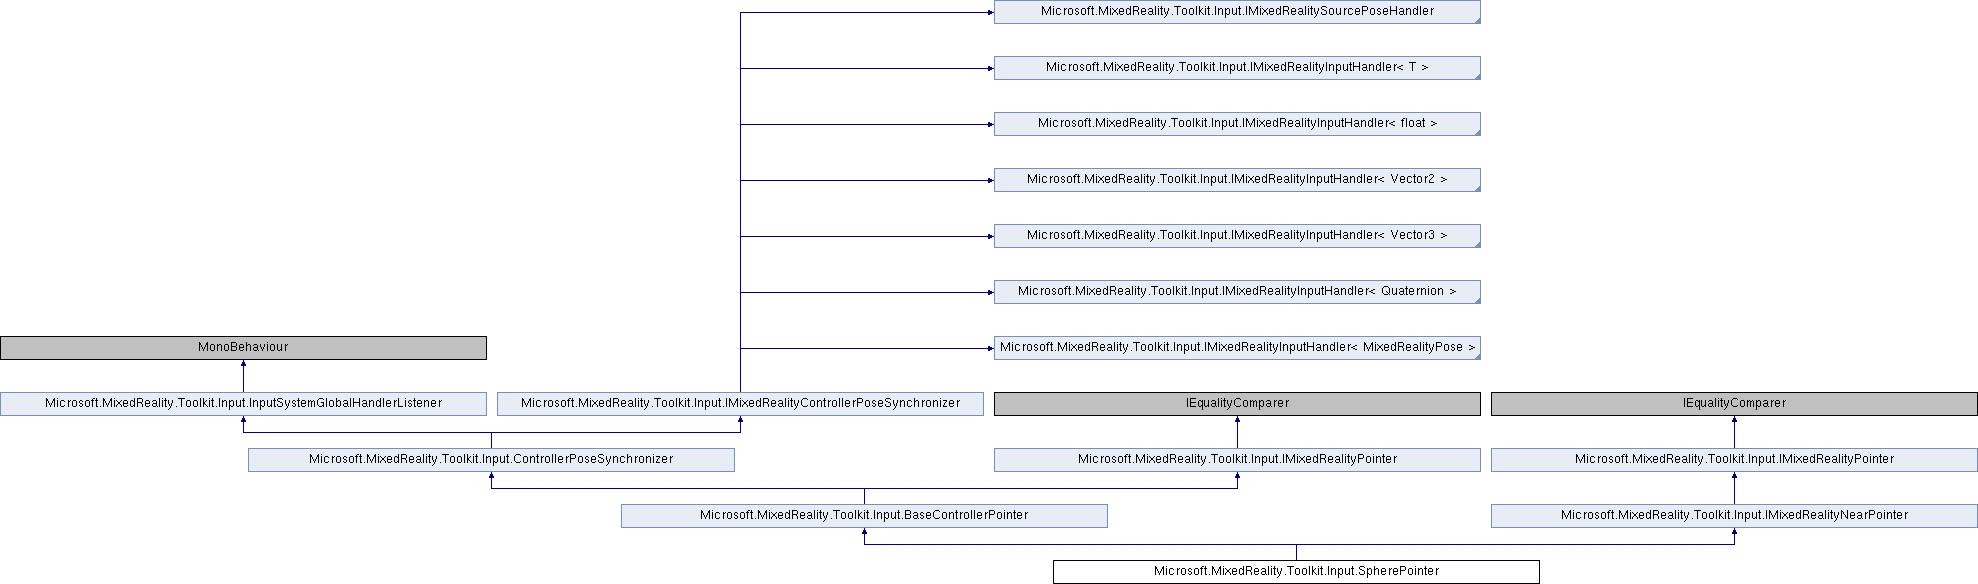 Microsoft.MixedReality.Toolkit.Input.IMixedRealitySourcePoseHandler
Microsoft.MixedReality.Toolkit.Input.IMixedRealityInputHandler< T >
Microsoft.MixedReality.Toolkit.Input.IMixedRealityInputHandler< float >
Microsoft.MixedReality.Toolkit.Input.IMixedRealityInputHandler< Vector2 >
Microsoft.MixedReality.Toolkit.Input.IMixedRealityInputHandler< Vector3 >
Microsoft.MixedReality.Toolkit.Input.IMixedRealityInputHandler< Quaternion >
MonoBehaviour
Microsoft.MixedReality.Toolkit.Input.IMixedRealityInputHandler< MixedRealityPose >
Microsoft.MixedReality.Toolkit.Input.InputSystemGlobalHandlerListener
Microsoft.MixedReality.Toolkit.Input.IMixedRealityControllerPoseSynchronizer
IEqualityComparer
IEqualityComparer
Microsoft.MixedReality.Toolkit.Input.ControllerPoseSynchronizer
Microsoft.MixedReality.Toolkit.Input.IMixedRealityPointer
Microsoft.MixedReality.Toolkit.Input.IMixedRealityPointer
Microsoft.MixedReality.Toolkit.Input.BaseControllerPointer
Microsoft.MixedReality.Toolkit.Input.IMixedRealityNearPointer
Microsoft.MixedReality.Toolkit.Input.SpherePointer